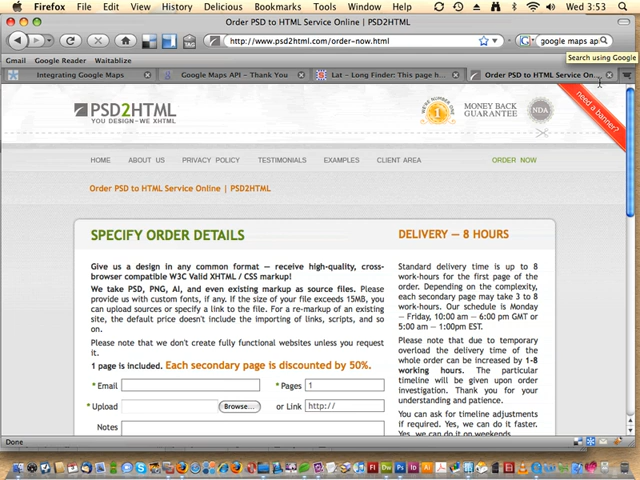 Firefox File Edit View History Delicious Bookmarks Tools Window Wed 3:53
Order PSD to HTML Service Online | PSD2HTML
http://www.psd2html.com/order-now.html
google maps ap
Search using Google
Gmail Google Reader Waitablize
Integrating Google Maps
Google Maps API - Thank You
Lat - Long Finder: This page h...
Order PSD to HTML Service On...
need a banner?
PSD2HTML
YOU DESIGN—WE XHTML
WE'RE NUMBER ONE
1
MONEY BACK
GUARANTEE
NDA
HOME ABOUT US PRIVACY POLICY TESTIMONIALS EXAMPLES CLIENT AREA ORDER NOW
Order PSD to HTML Service Online | PSD2HTML
SPECIFY ORDER DETAILS
Give us a design in any common format — receive high-quality, cross-
browser compatible W3C Valid XHTML / CSS markup!
We take PSD, PNG, AI, and even existing markup as source files. Please
provide us with custom fonts, if any. If the size of your file exceeds 15MB, you
can upload sources or specify a link to the file. For a re-markup of an existing
site, the default price doesn't include the importing of links, scripts, and so
on.
Please note that we don't create fully functional websites unless you request
it.
1 page is included. Each secondary page is discounted by 50%.
* Email
* Pages 1
* Upload Browse... or Link http://
Notes
DELIVERY — 8 HOURS
Standard delivery time is up to 8
work-hours for the first page of the
order. Depending on the complexity,
each secondary page may take 3 to 8
work-hours. Our schedule is Monday
— Friday, 10:00 am — 6:00 pm GMT or
5:00 am — 1:00pm EST.
Please note that due to temporary
overload the delivery time of the
whole order can be increased by 1-8
working hours. The particular
timeline will be given upon order
investigation. Thank you for your
understanding and patience.
You can ask for timeline adjustments
if required. Yes, we can do it faster.
Yes, we can do it on weekends.
Done